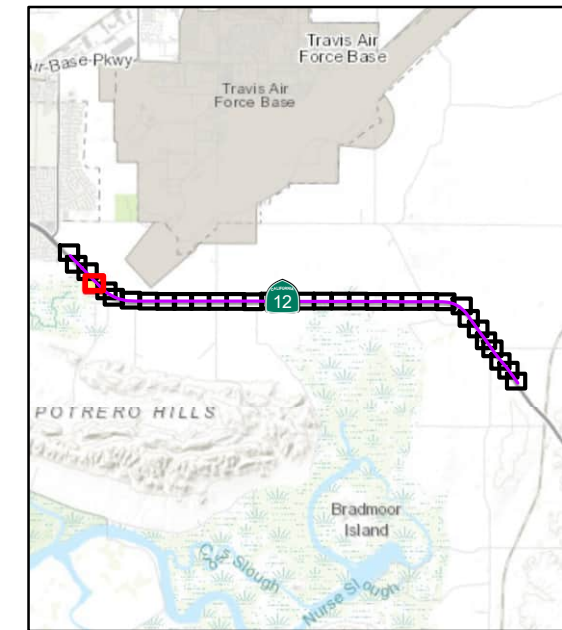 Travis Air
Force Base
Air-Base-Pkwy
Travis Air
Force Base
CALIFORNIA
12
POTRERO HILLS
Bradmoor
Island
Slough
Nurse Slough